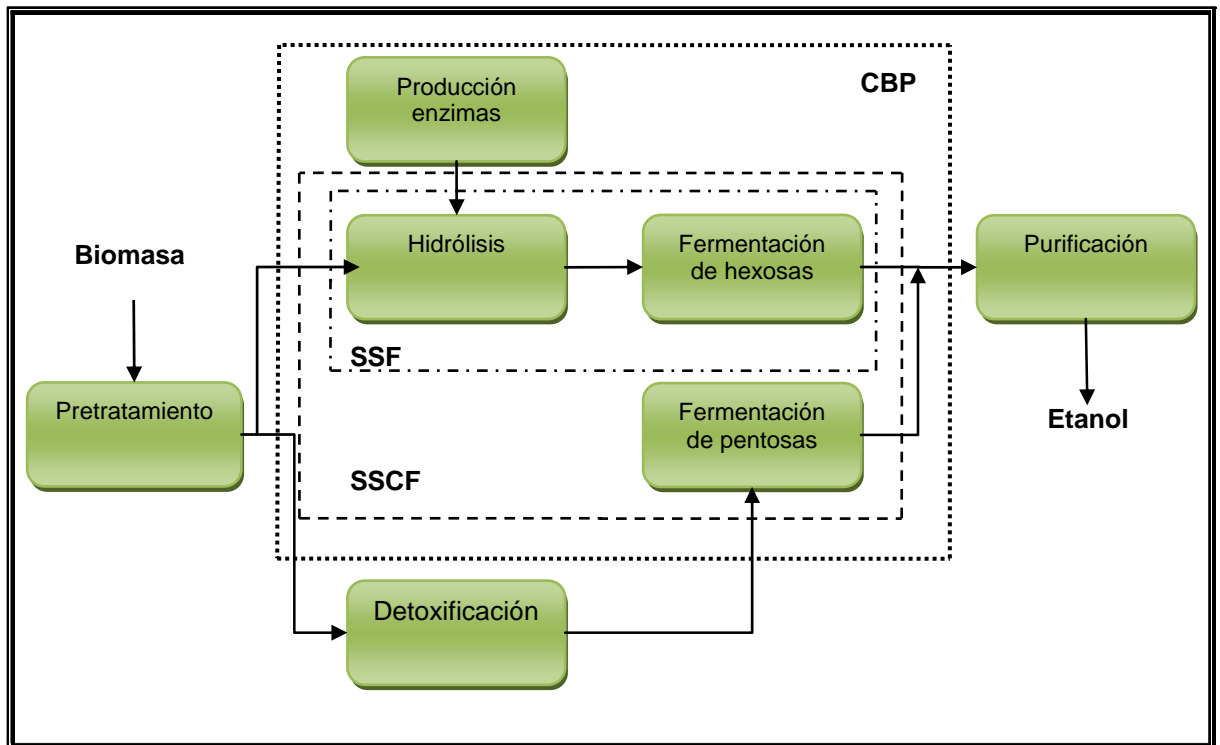 CBP
Producción
enzimas
Biomasa
Hidrólisis
Fermentación
de hexosas
Purificación
SSF
Pretratamiento
Fermentación
de pentosas
Etanol
SSCF
Detoxificación